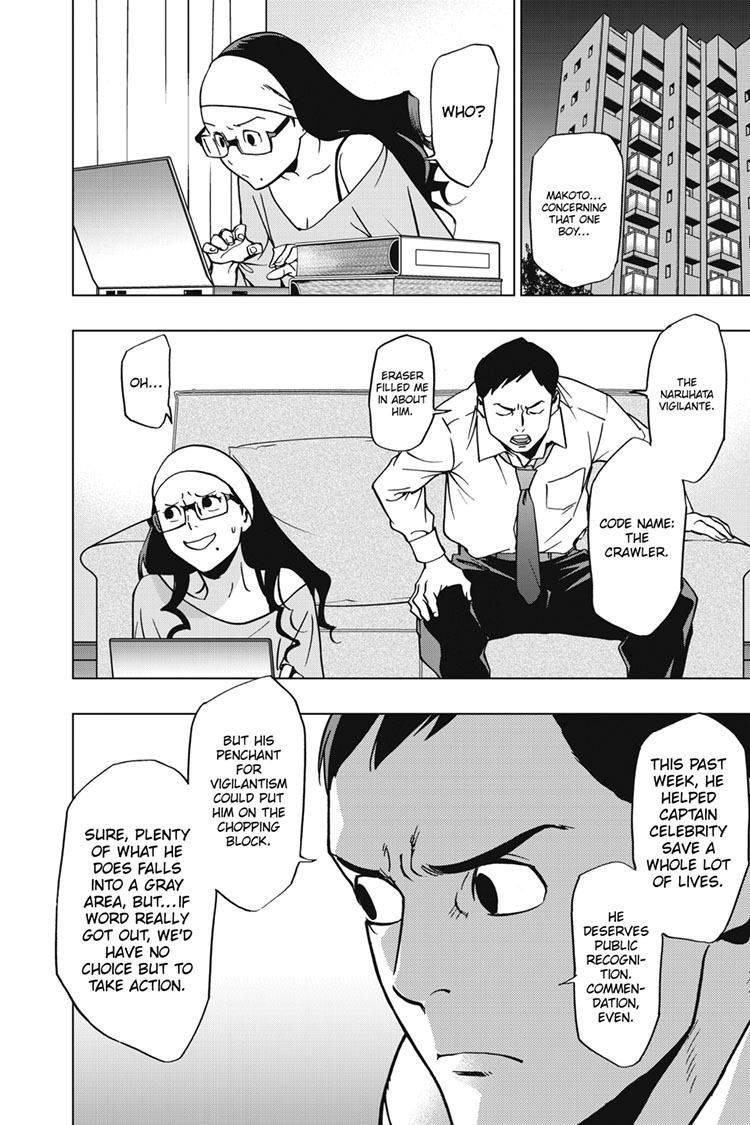 MAKOTO...
CONCERNING
THAT ONE
BOY...
WHO?
THE
NARUHATA
VIGILANTE.
CODE NAME:
THE
CRAWLER.
ERASER
FILLED ME
IN ABOUT
HIM.
OH...
THIS PAST
WEEK, HE
HELPED
CAPTAIN
CELEBRITY
SAVE A
WHOLE LOT
OF LIVES.
HE
DESERVES
PUBLIC
RECOGNI-
TION.
COMMEN-
DATION,
EVEN.
BUT HIS
PENCHANT
FOR
VIGILANTISM
COULD PUT
HIM ON THE
CHOPPING
BLOCK.
SURE, PLENTY
OF WHAT HE
DOES FALLS
INTO A GRAY
AREA, BUT...IF
WORD REALLY
GOT OUT, WE'D
HAVE NO
CHOICE BUT TO
TAKE ACTION.